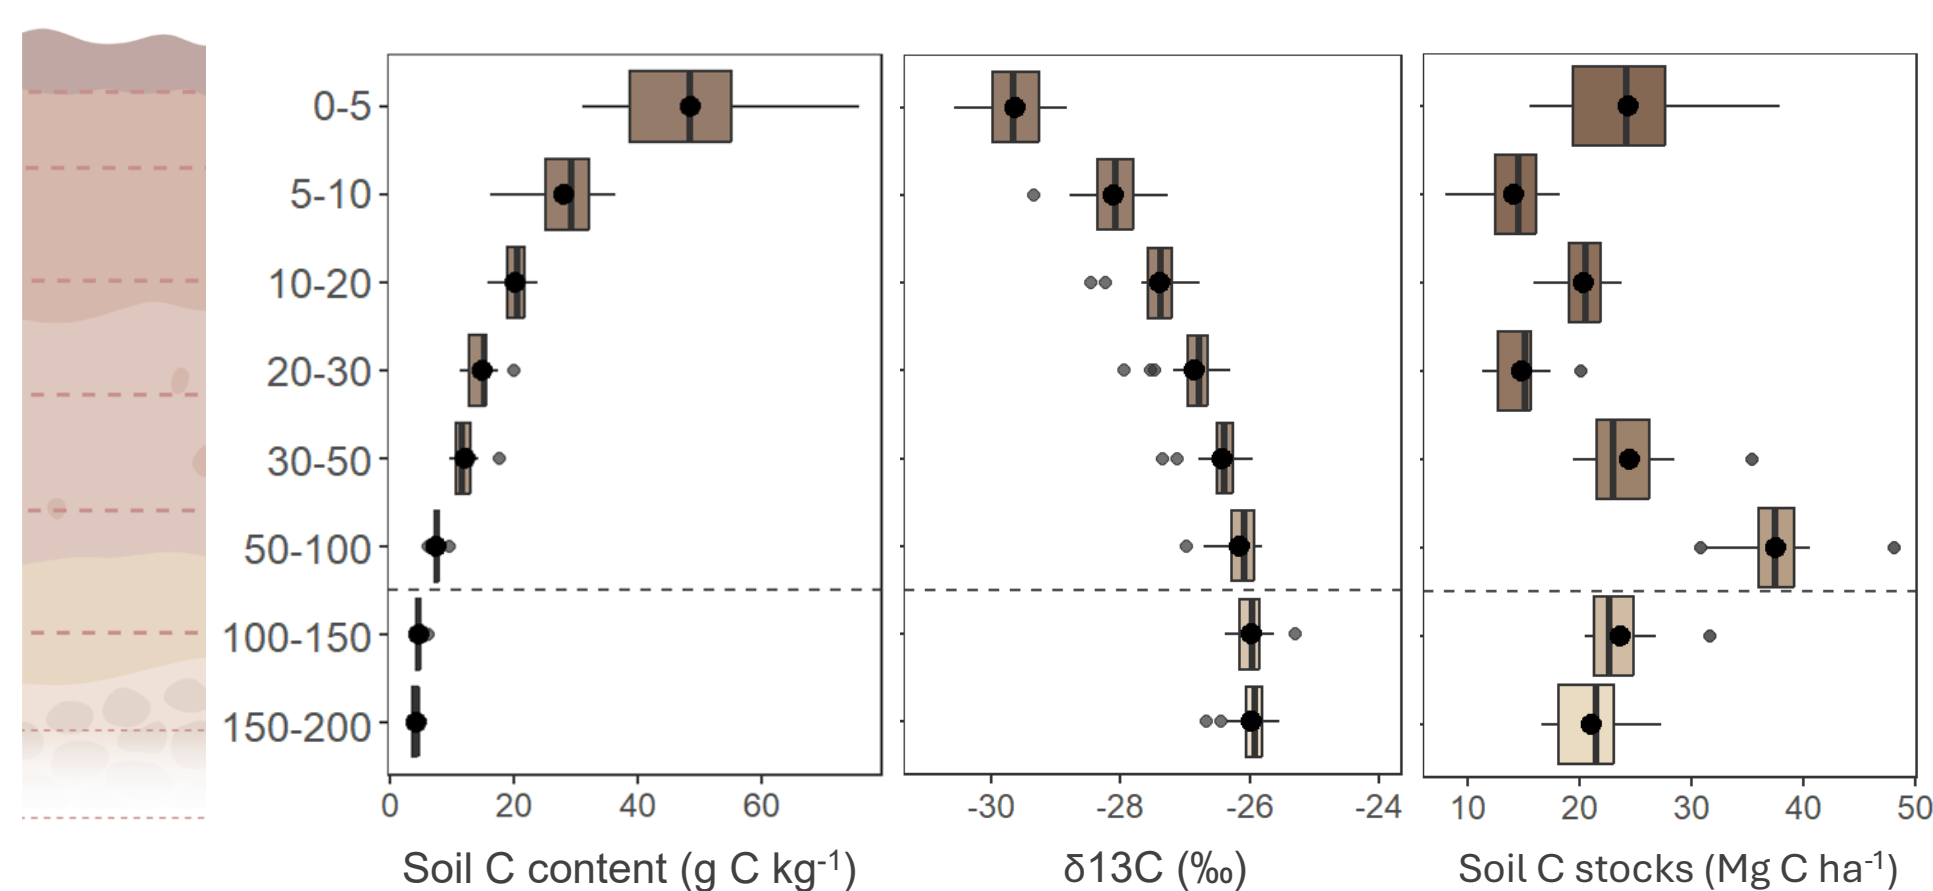 0-5
5-10
10-20
20-30
30-50
50-100
100-150
150-200
0 20 40 60
-30 -28 -26 -24
10 20 30 40 50
Soil C content (g C kg⁻¹)
δ13C (‰)
Soil C stocks (Mg C ha⁻¹)